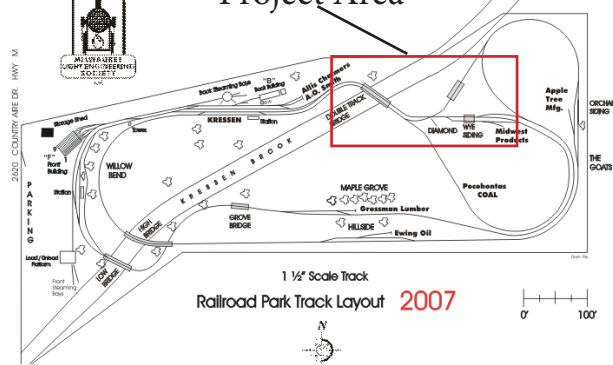 Project Area
MILWAUKEE
LIGHT ENGINEERING
SOCIETY
2620 COUNTY AIRE DR. HWY M
Storage Shed
Tower
"F"
Front
Building
Station
PARKING
Load / Unload
Platform
Front
Steaming
Bays
WILLOW
BEND
Back Steaming Bays
"B"
Back Building
KRESSEN
Station
Allis Chalmers
A.O. Smith
DOUBLE TRACK
BRIDGE
KRESSEN BROOK
DIAMOND
WYE
SIDING
Midwest
Products
Apple
Tree
Mfg.
ORCHARD
SIDING
THE
GOATS
Pocohontas
COAL
MAPLE GROVE
Grossman Lumber
GROVE
BRIDGE
HILLSIDE
Ewing Oil
HIGH
BRIDGE
LOW
BRIDGE
1 ½" Scale Track
Railroad Park Track Layout 2007
0' 100'
N